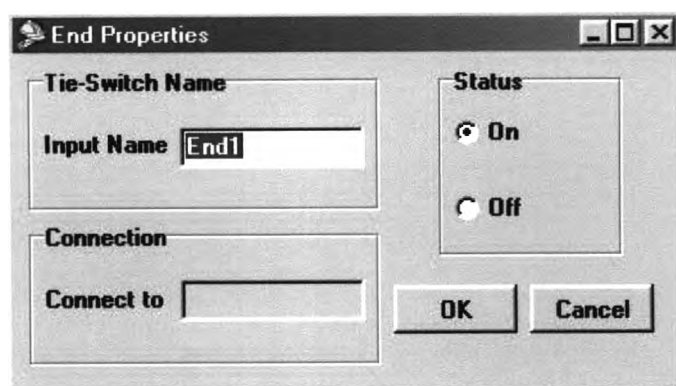 End Properties
Tie-Switch Name
Input Name End1
Status
On
Off
Connection
Connect to
OK Cancel